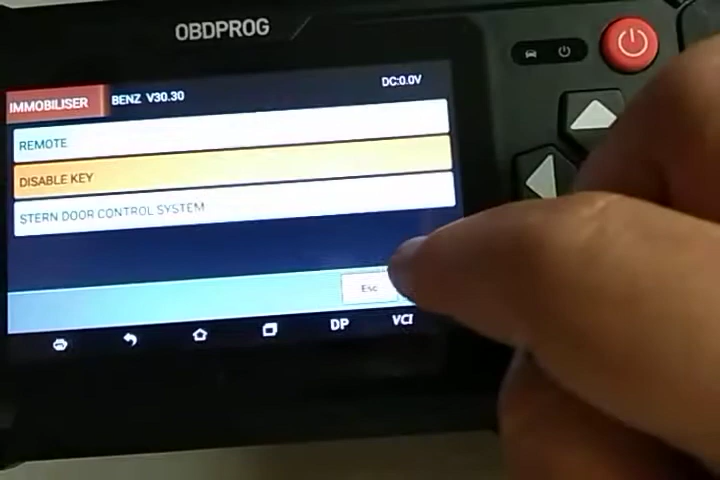 OBDPROG
DC:0.0V
IMMOBILISER
BENZ V30.30
REMOTE
DISABLE KEY
STERN DOOR CONTROL SYSTEM
Esc
DP
VCI